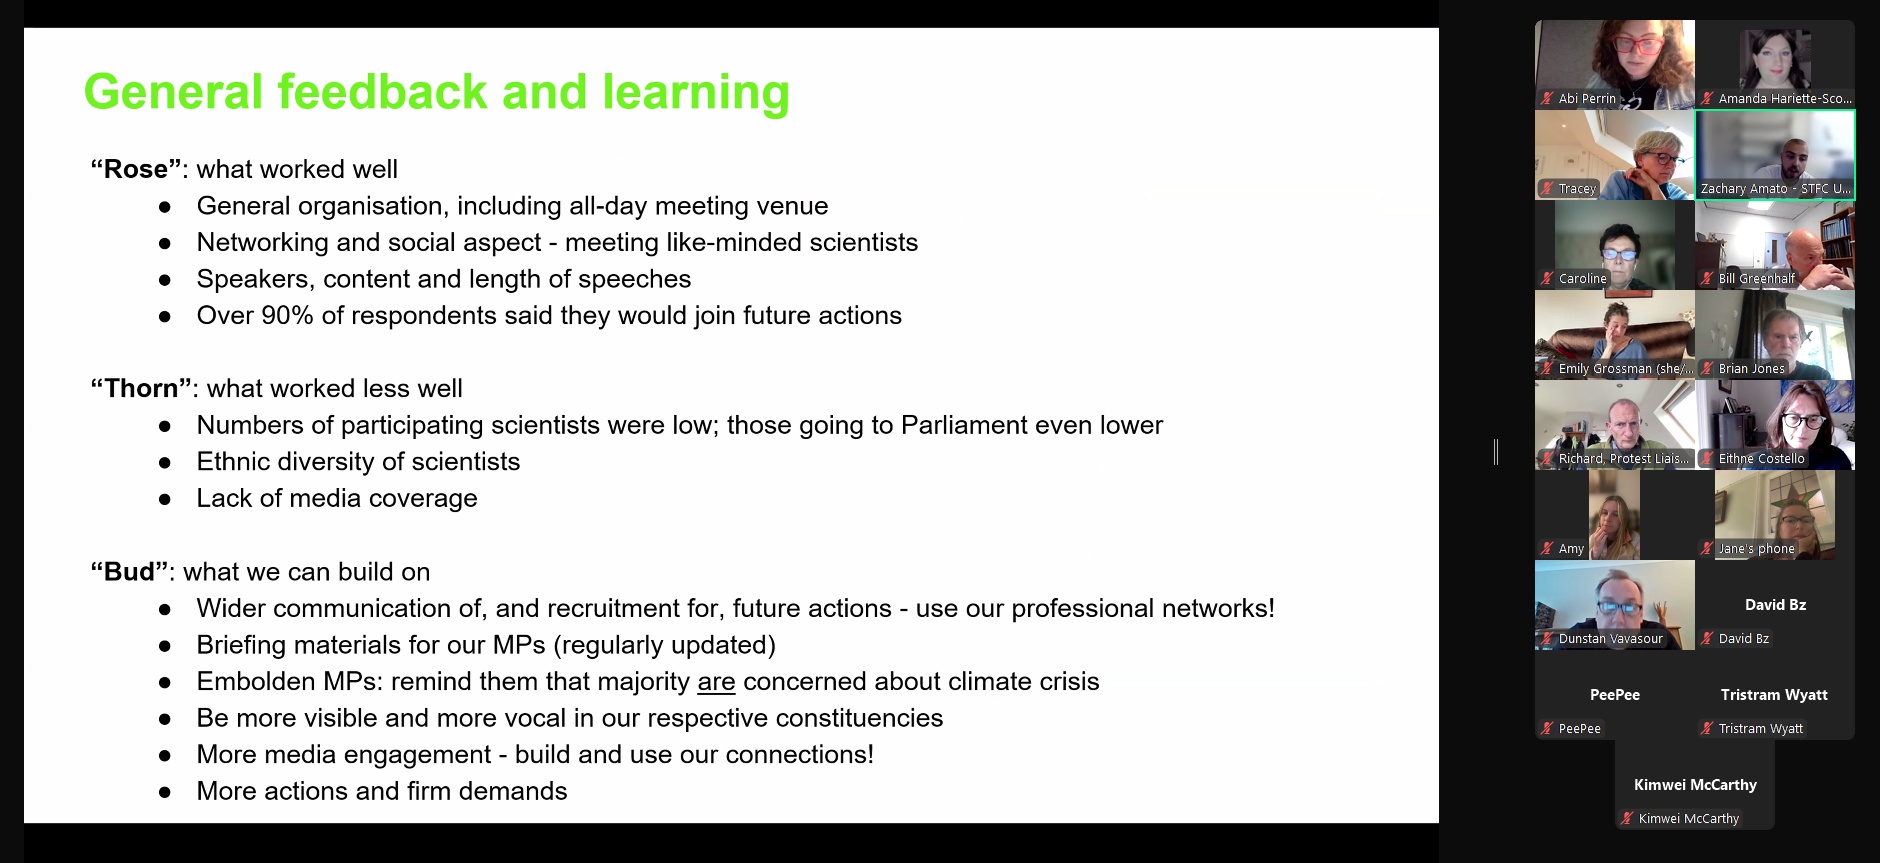 General feedback and learning
“Rose”: what worked well
● General organisation, including all-day meeting venue
● Networking and social aspect - meeting like-minded scientists
● Speakers, content and length of speeches
● Over 90% of respondents said they would join future actions
“Thorn”: what worked less well
● Numbers of participating scientists were low; those going to Parliament even lower
● Ethnic diversity of scientists
● Lack of media coverage
“Bud”: what we can build on
● Wider communication of, and recruitment for, future actions - use our professional networks!
● Briefing materials for our MPs (regularly updated)
● Embolden MPs: remind them that majority are concerned about climate crisis
● Be more visible and more vocal in our respective constituencies
● More media engagement - build and use our connections!
● More actions and firm demands
Abi Perrin
Amanda Hariette-Sco...
Tracey
Zachary Amato - STFC U...
Caroline
Bill Greenhalf
Emily Grossman (she/...
Brian Jones
Richard, Protest Liais...
Eithne Costello
Amy
Jane's phone
Dunstan Vavasour
David Bz
David Bz
PeePee
PeePee
Tristram Wyatt
Tristram Wyatt
Kimwei McCarthy
Kimwei McCarthy